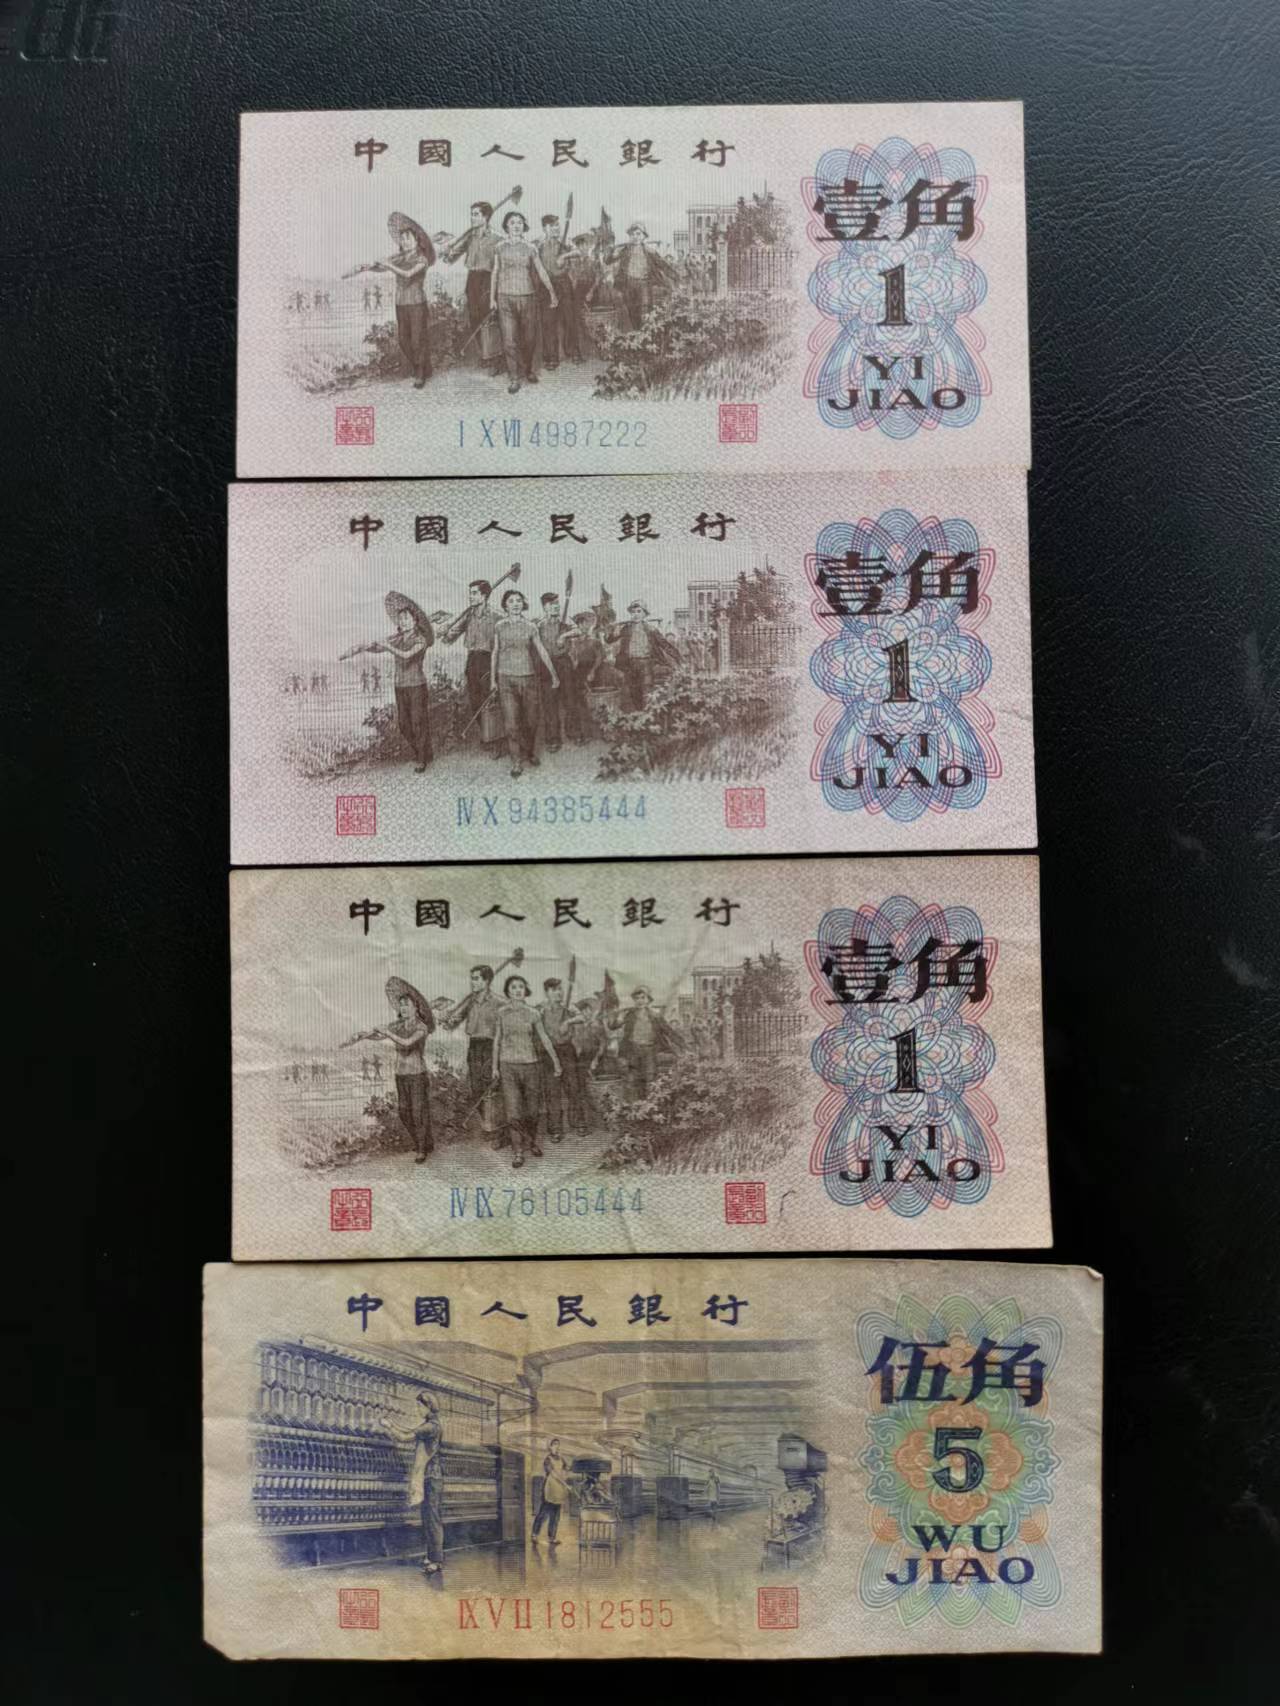 中國人民銀行
壹角
1
YI
JIAO
I X VII 4987222
中國人民銀行
壹角
1
YI
JIAO
IV X 94385444
中國人民銀行
壹角
1
YI
JIAO
IV IX 76105444
中國人民銀行
伍角
5
WU
JIAO
IX V II 1812555